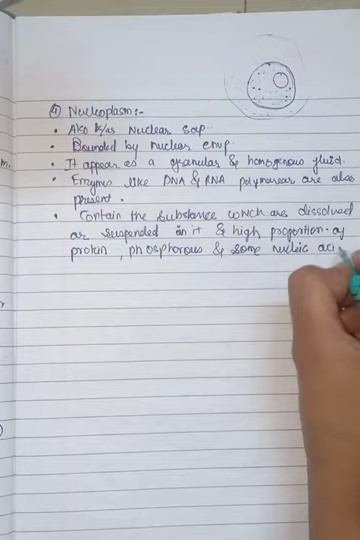 ④ Nucleoplasm:-
• Also k/as Nuclear sap.
• Bounded by nuclear envp.
m. • It appear as a granular & homogenous fluid.
• Enzyms like DNA & RNA polymarases are also
present.
• Contain the substance which are dissolved
or suspended in it & high proportion of
protein, phosphorous & some nucleic aci